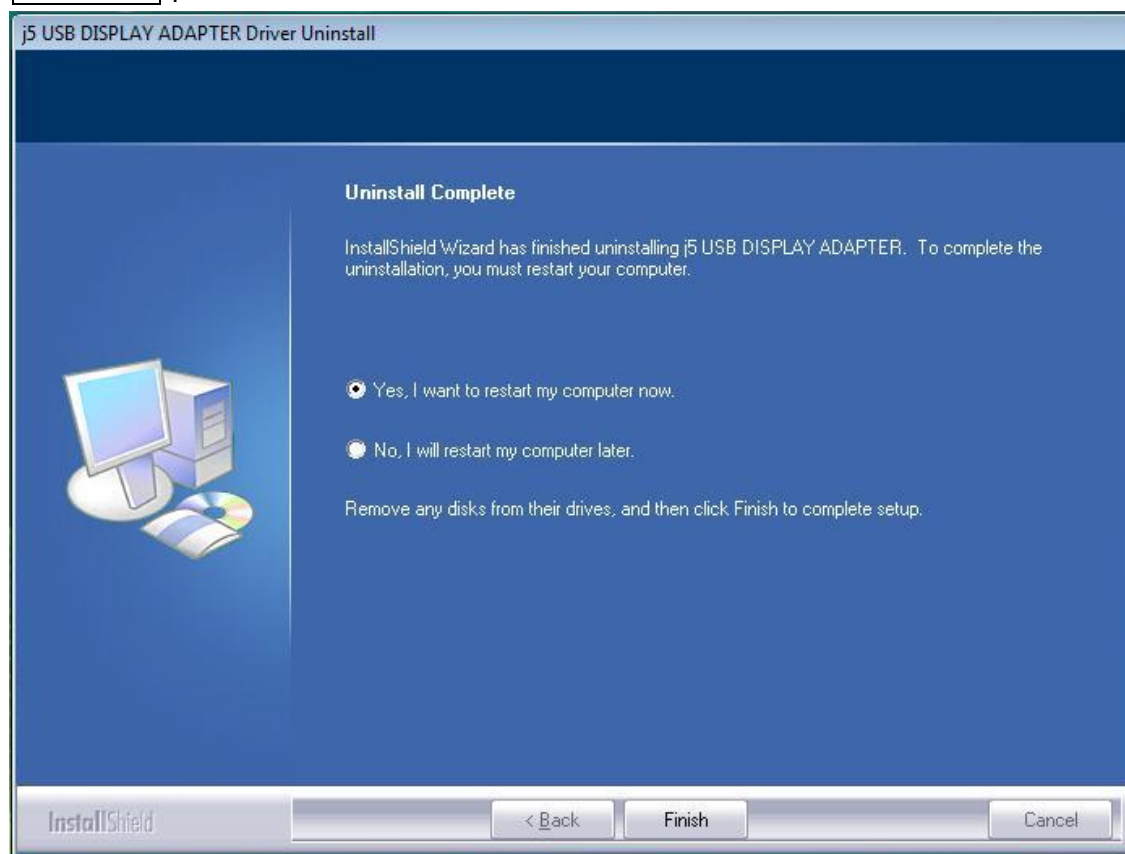 j5 USB DISPLAY ADAPTER Driver Uninstall
Uninstall Complete
InstallShield Wizard has finished uninstalling j5 USB DISPLAY ADAPTER. To complete the
uninstallation, you must restart your computer.
Yes, I want to restart my computer now.
No, I will restart my computer later.
Remove any disks from their drives, and then click Finish to complete setup.
InstallShield
< Back
Finish
Cancel